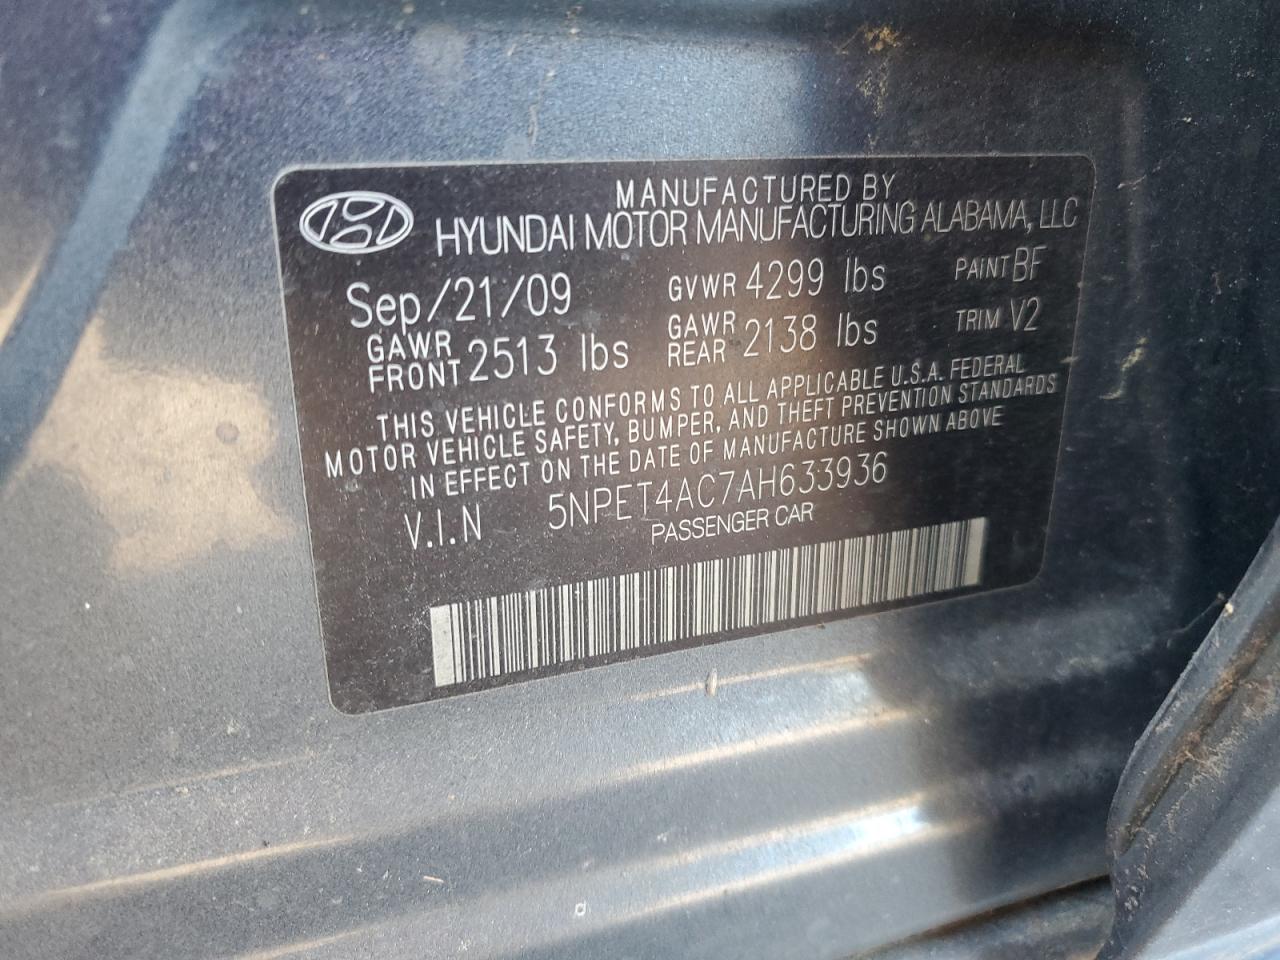 MANUFACTURED BY
HYUNDAI MOTOR MANUFACTURING ALABAMA, LLC
Sep/21/09 GVWR 4299 lbs PAINT BF
GAWR FRONT 2513 lbs GAWR REAR 2138 lbs TRIM V2
THIS VEHICLE CONFORMS TO ALL APPLICABLE U.S.A. FEDERAL
MOTOR VEHICLE SAFETY, BUMPER, AND THEFT PREVENTION STANDARDS
IN EFFECT ON THE DATE OF MANUFACTURE SHOWN ABOVE
V.I.N 5NPET4AC7AH633936
PASSENGER CAR